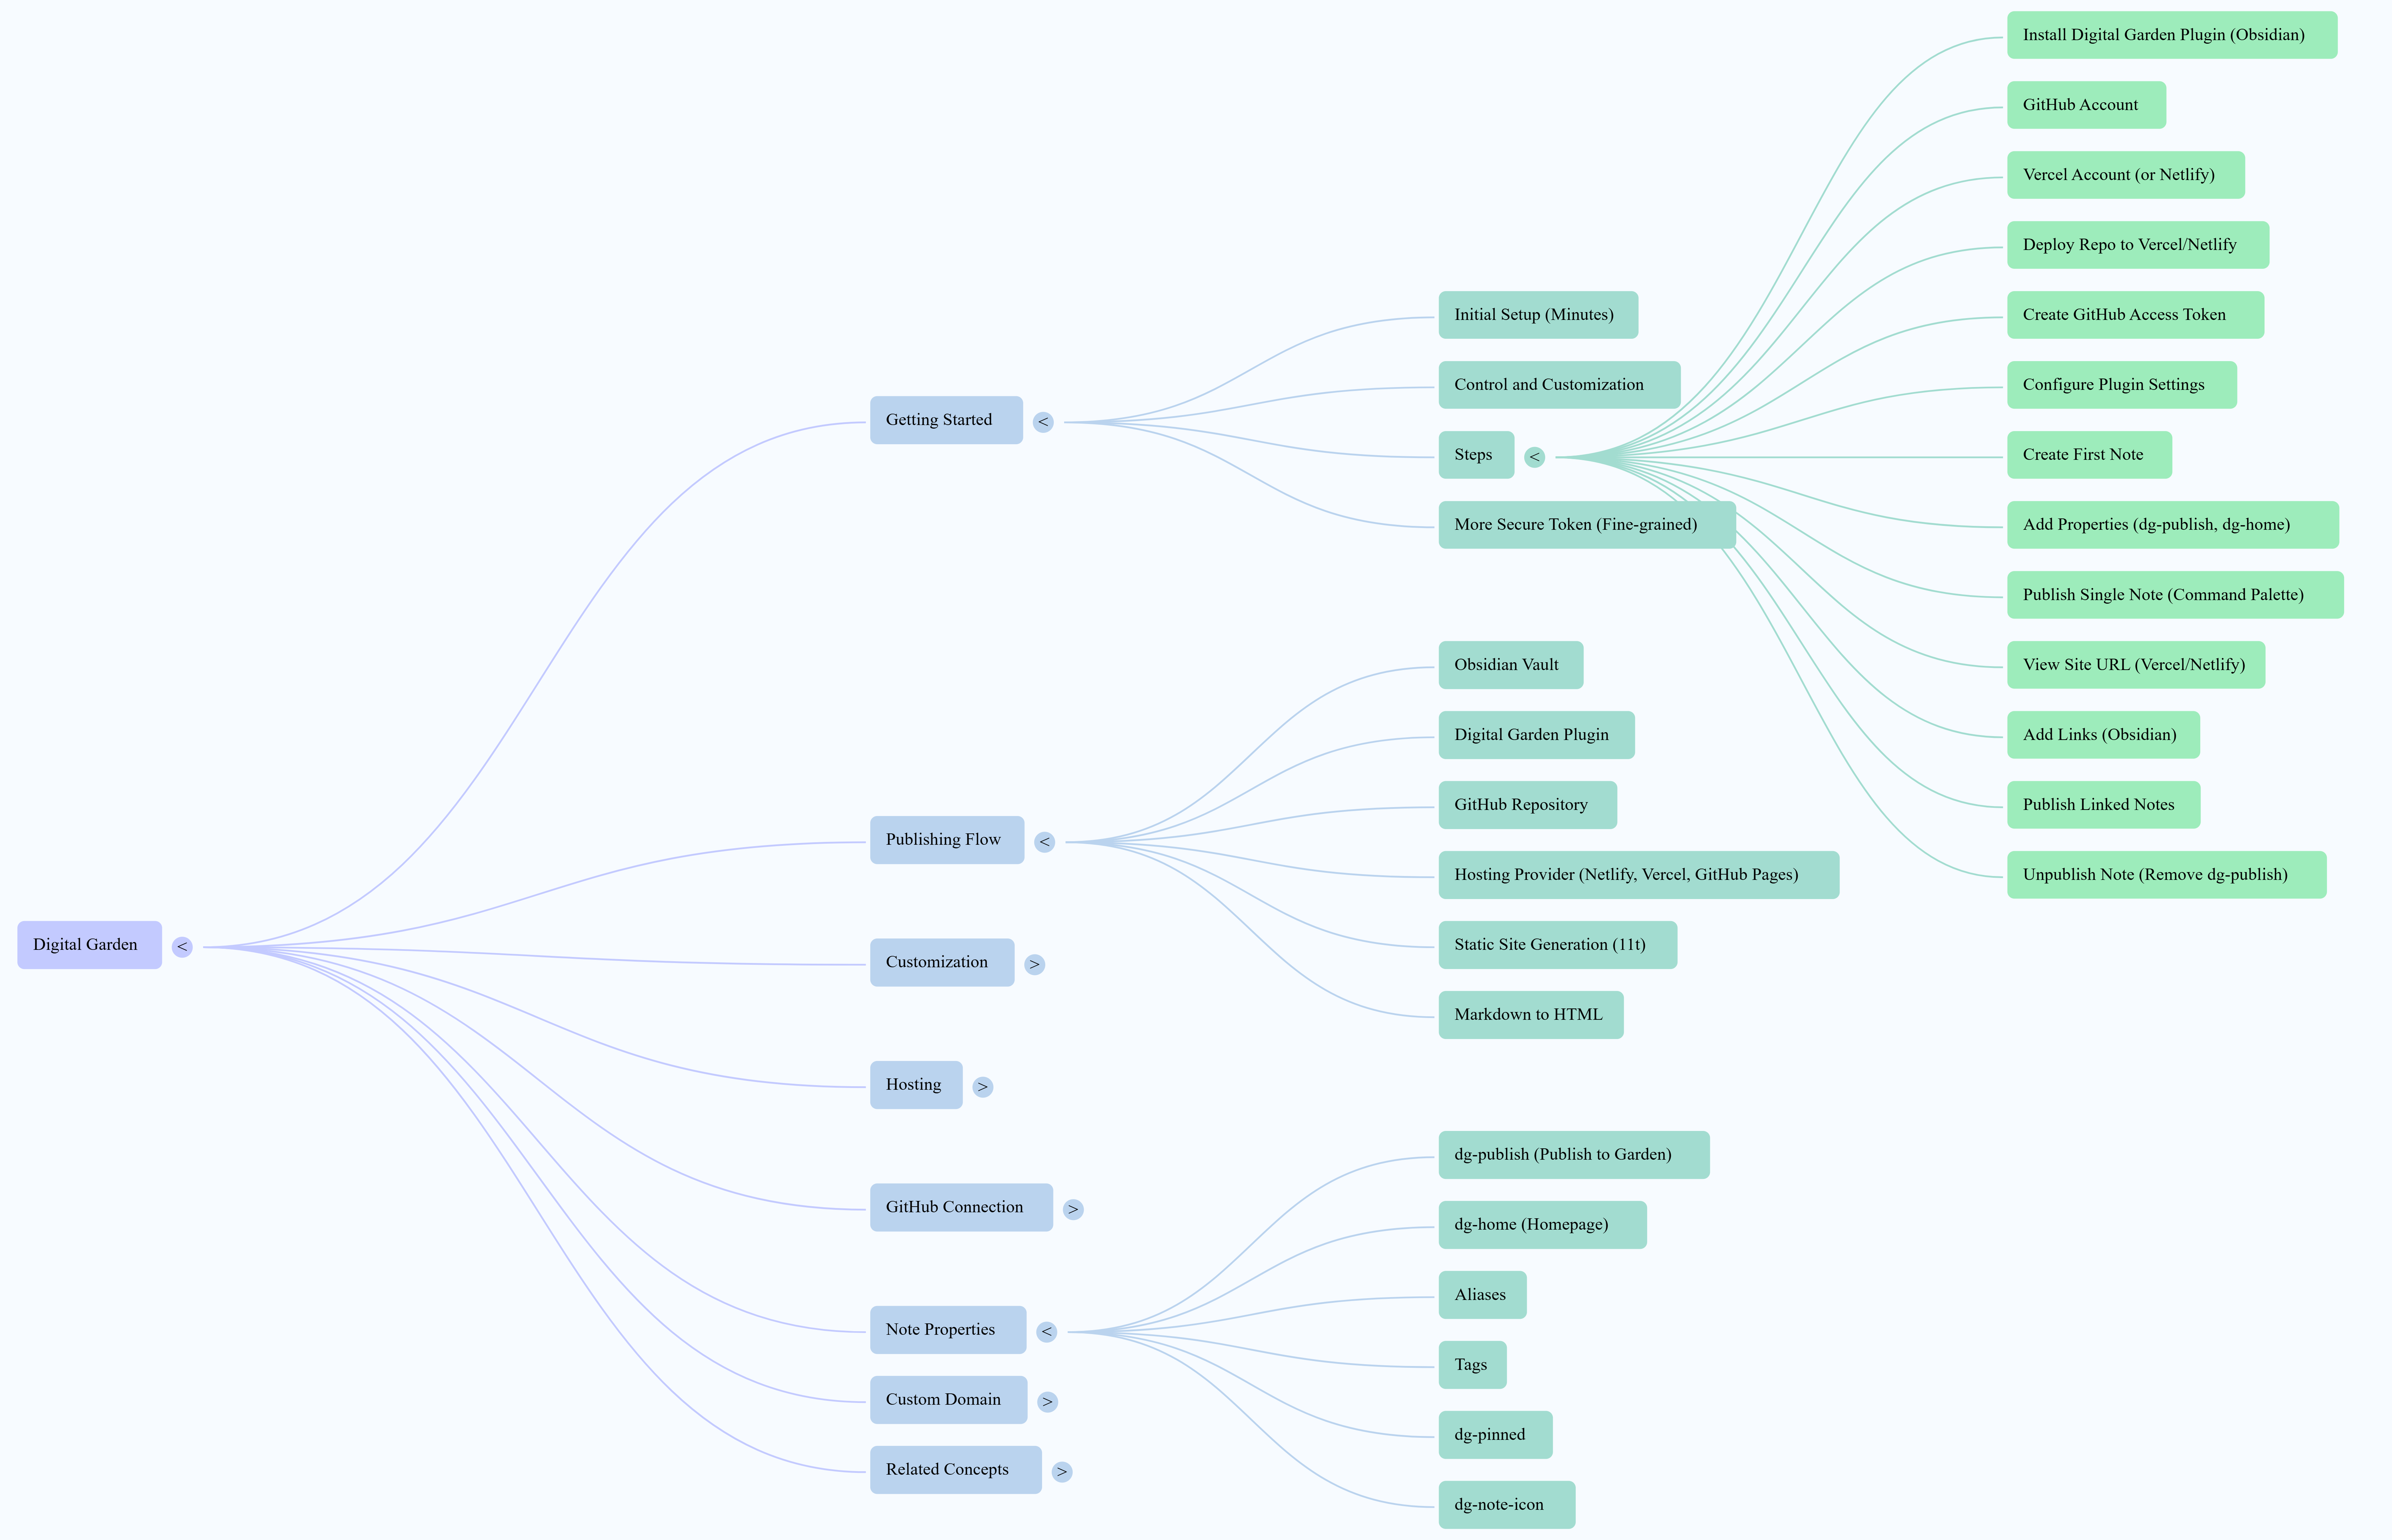 Digital Garden <
Getting Started <
Initial Setup (Minutes)
Control and Customization
Steps <
Install Digital Garden Plugin (Obsidian)
GitHub Account
Vercel Account (or Netlify)
Deploy Repo to Vercel/Netlify
Create GitHub Access Token
Configure Plugin Settings
Create First Note
Add Properties (dg-publish, dg-home)
Publish Single Note (Command Palette)
View Site URL (Vercel/Netlify)
Add Links (Obsidian)
Publish Linked Notes
Unpublish Note (Remove dg-publish)
More Secure Token (Fine-grained)
Publishing Flow <
Obsidian Vault
Digital Garden Plugin
GitHub Repository
Hosting Provider (Netlify, Vercel, GitHub Pages)
Static Site Generation (11t)
Markdown to HTML
Customization >
Hosting >
GitHub Connection >
Note Properties <
dg-publish (Publish to Garden)
dg-home (Homepage)
Aliases
Tags
dg-pinned
dg-note-icon
Custom Domain >
Related Concepts >